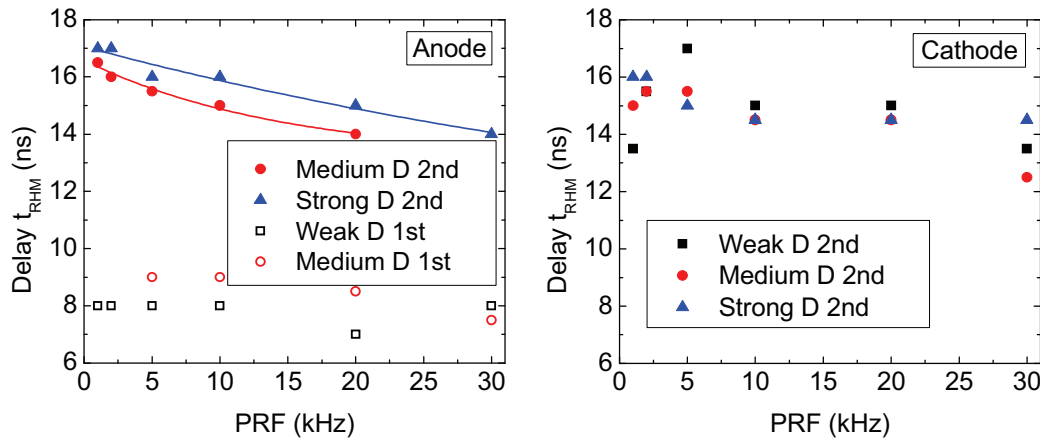 Anode
18
17
16
14
12
10
8
6
Delay t_RHM (ns)
Medium D 2nd
Strong D 2nd
Weak D 1st
Medium D 1st
0 5 10 15 20 25 30
PRF (kHz)
Cathode
18
16
14
12
10
8
6
Delay t_RHM (ns)
Weak D 2nd
Medium D 2nd
Strong D 2nd
0 5 10 15 20 25 30
PRF (kHz)